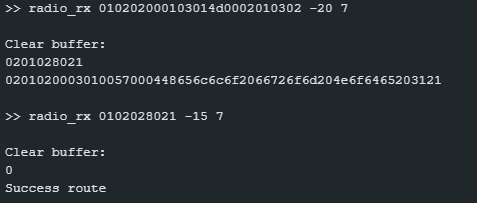 >> radio_rx 010202000103014d0002010302 -20 7
Clear buffer:
0201028021
0201020003010057000448656c6c6f2066726f6d204e6f6465203121
>> radio_rx 0102028021 -15 7
Clear buffer:
0
Success route